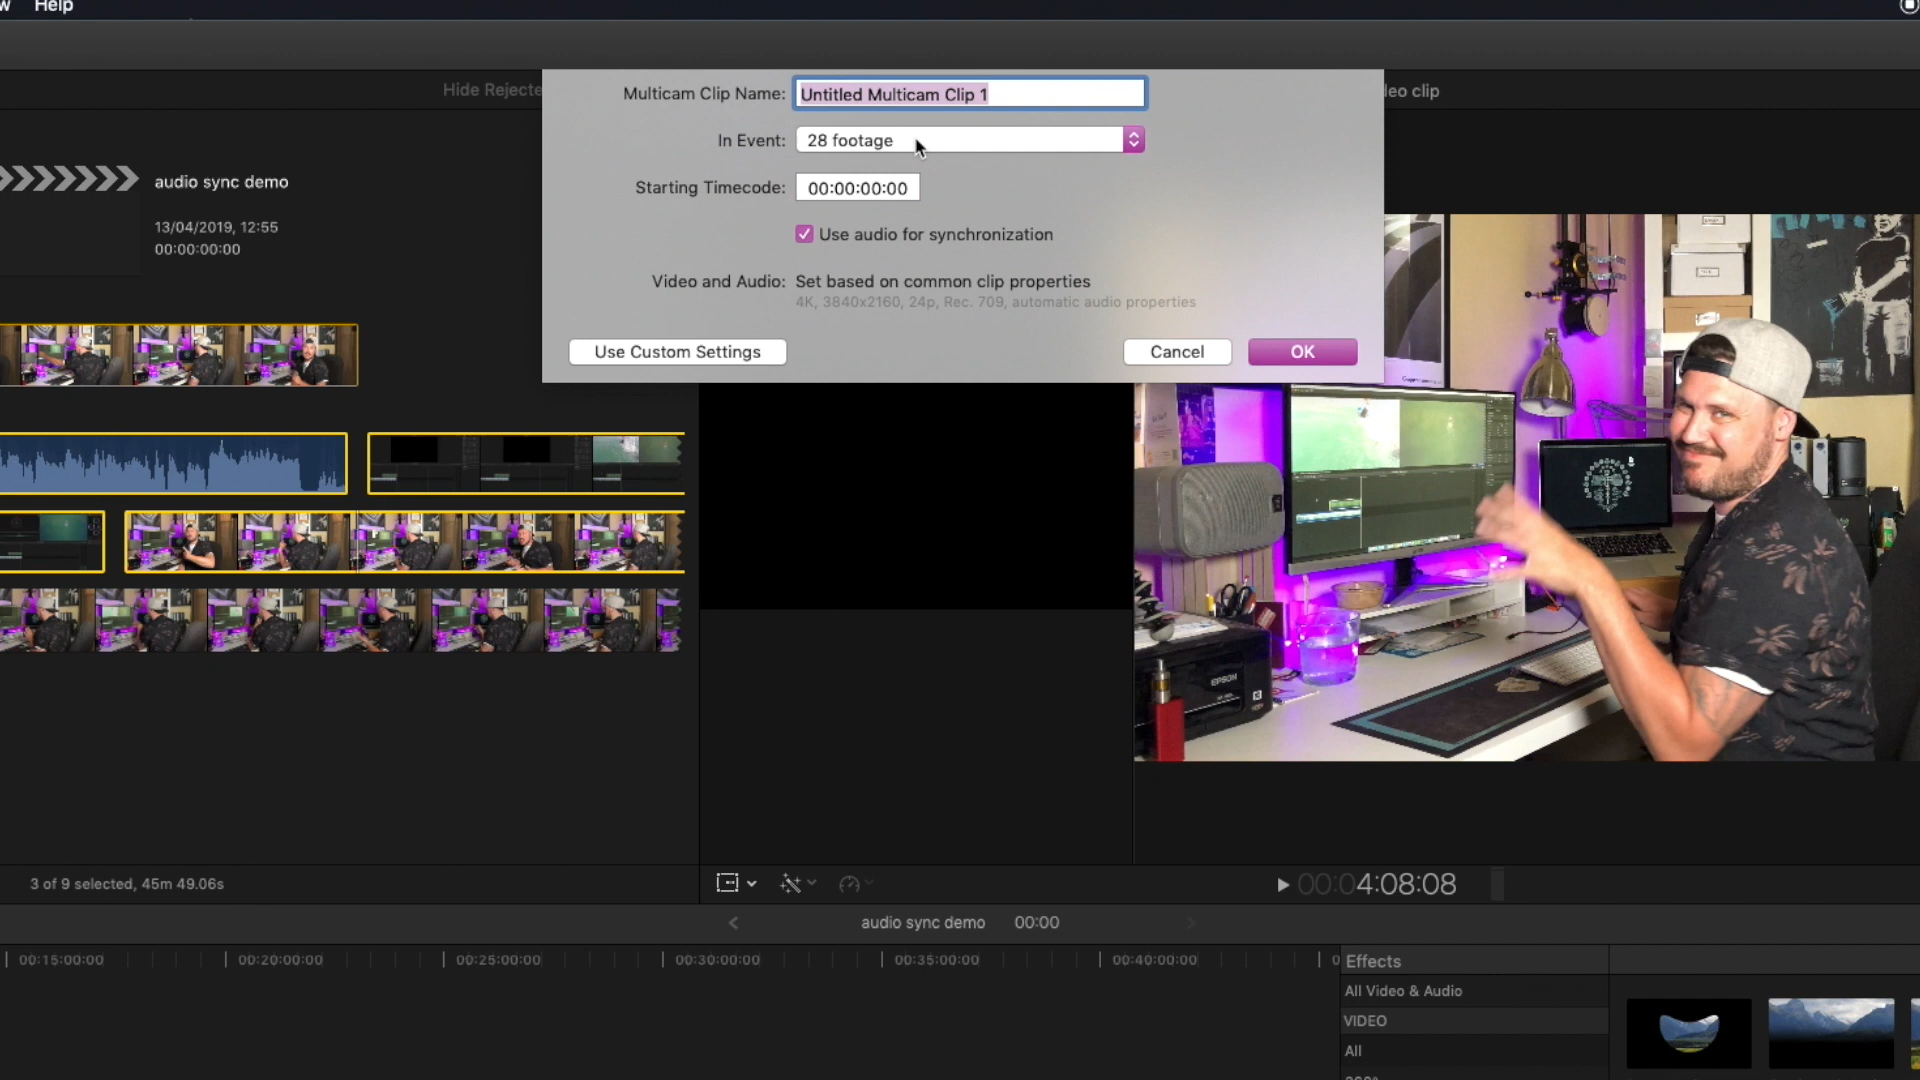 Help
Hide Rejecte
Multicam Clip Name: Untitled Multicam Clip 1
eo clip
In Event: 28 footage
Starting Timecode: 00:00:00:00
Use audio for synchronization
Video and Audio: Set based on common clip properties
4K, 3840x2160, 24p, Rec. 709, automatic audio properties
Use Custom Settings
Cancel
OK
audio sync demo
13/04/2019, 12:55
00:00:00:00
EPSON
3 of 9 selected, 45m 49.06s
00:04:08:08
audio sync demo 00:00
00:15:00:00 00:20:00:00 00:25:00:00 00:30:00:00 00:35:00:00 00:40:00:00 0
Effects
All Video & Audio
VIDEO
All